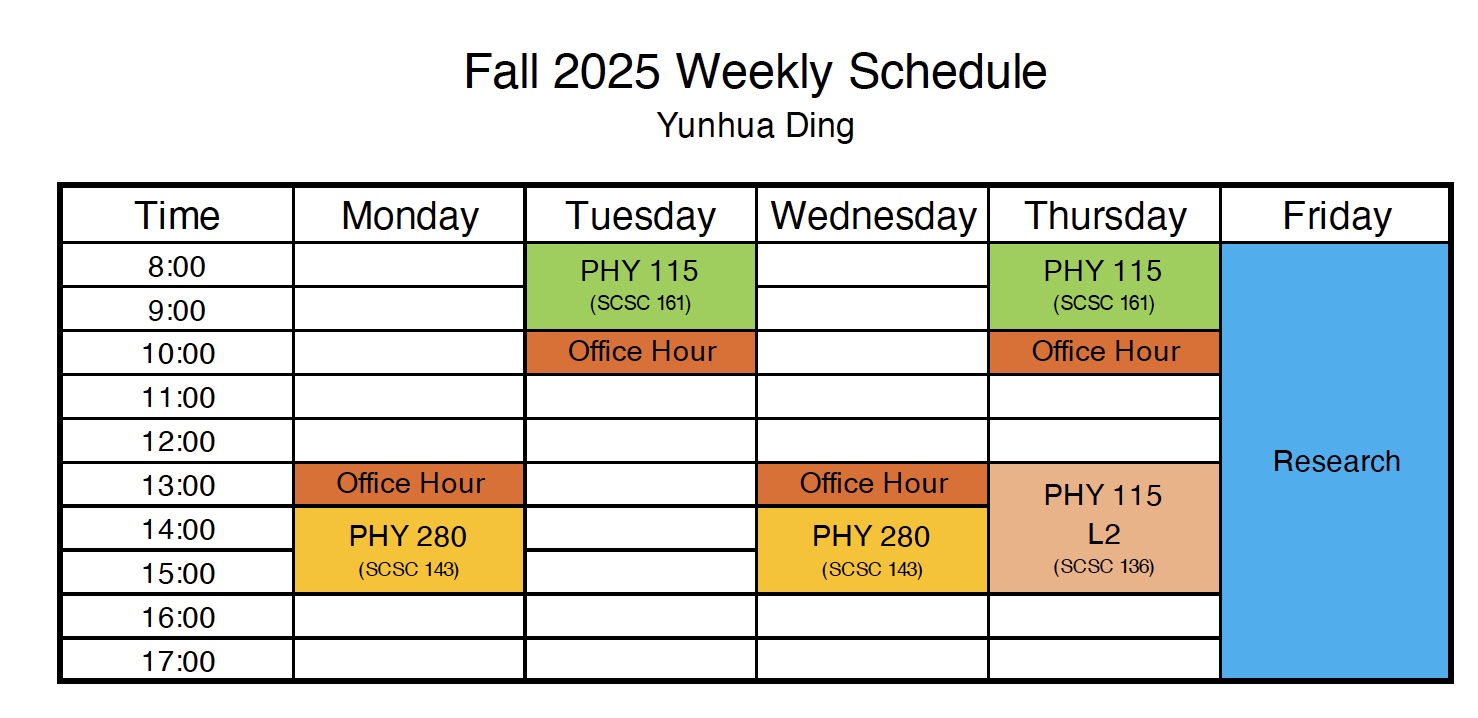 Fall 2025 Weekly Schedule
Yunhua Ding
Time Monday Tuesday Wednesday Thursday Friday
8:00 PHY 115 PHY 115
(SCSC 161) (SCSC 161)
9:00
10:00 Office Hour Office Hour
11:00
12:00
Research
13:00 Office Hour Office Hour PHY 115
14:00 PHY 280 PHY 280 L2
15:00 (SCSC 143) (SCSC 143) (SCSC 136)
16:00
17:00